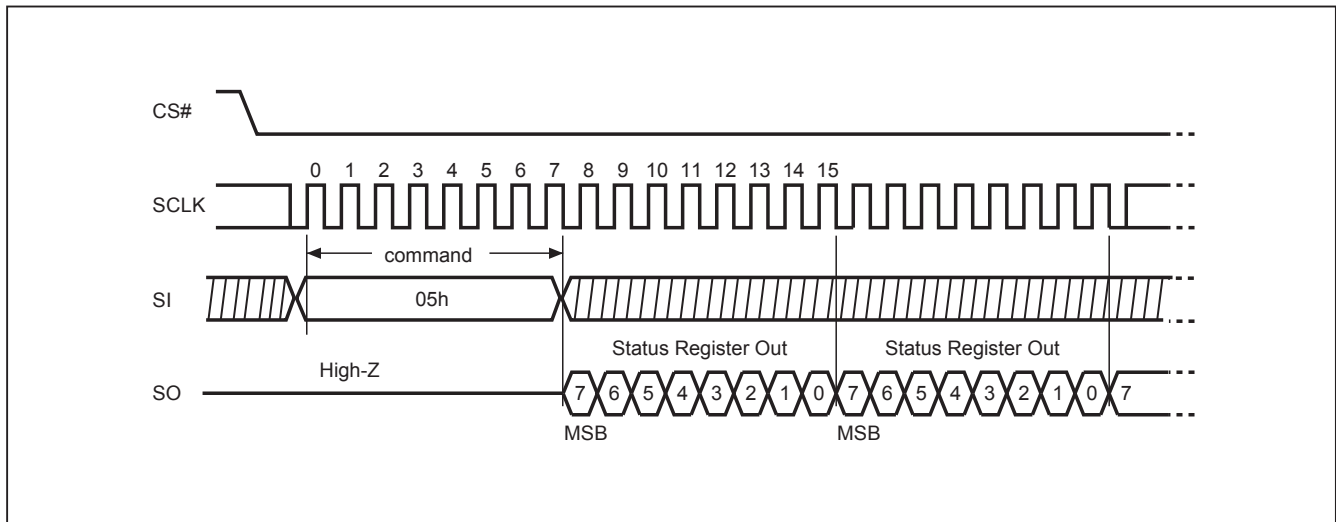 CS#
0 1 2 3 4 5 6 7 8 9 10 11 12 13 14 15
SCLK
command
SI
05h
Status Register Out Status Register Out
High-Z
SO
7 6 5 4 3 2 1 0 7 6 5 4 3 2 1 0 7
MSB MSB